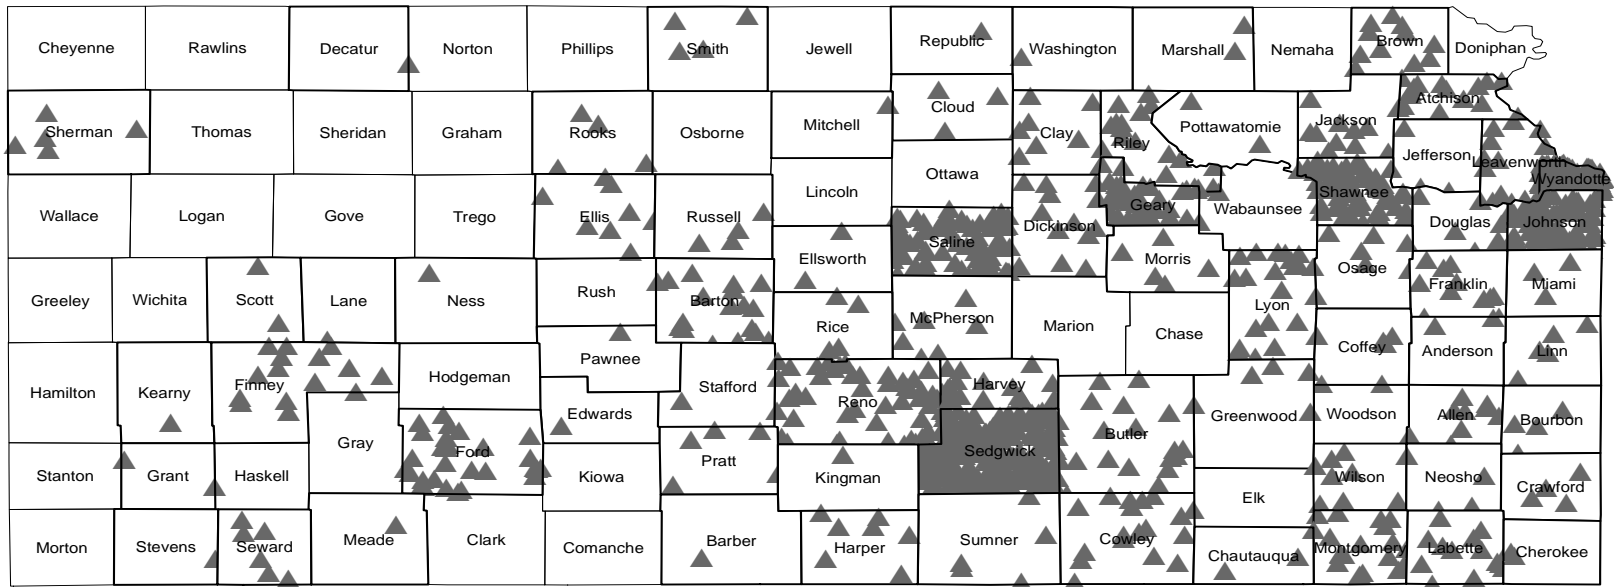 Cheyenne
Rawlins
Decatur
Norton
Phillips
Smith
Jewell
Republic
Washington
Marshall
Nemaha
Brown
Doniphan
Sherman
Thomas
Sheridan
Graham
Rooks
Osborne
Mitchell
Cloud
Clay
Riley
Pottawatomie
Jackson
Atchison
Jefferson
Leavenworth
Wyandotte
Wallace
Logan
Gove
Trego
Ellis
Russell
Lincoln
Ottawa
Saline
Dickinson
Geary
Wabaunsee
Shawnee
Douglas
Johnson
Greeley
Wichita
Scott
Lane
Ness
Rush
Barton
Ellsworth
Rice
McPherson
Marion
Morris
Chase
Lyon
Osage
Franklin
Miami
Hamilton
Kearny
Finney
Hodgeman
Pawnee
Stafford
Reno
Harvey
Coffey
Anderson
Linn
Gray
Ford
Edwards
Sedgwick
Butler
Greenwood
Woodson
Allen
Bourbon
Stanton
Grant
Haskell
Kiowa
Pratt
Kingman
Elk
Wilson
Neosho
Crawford
Morton
Stevens
Seward
Meade
Clark
Comanche
Barber
Harper
Sumner
Cowley
Chautauqua
Montgomery
Labette
Cherokee